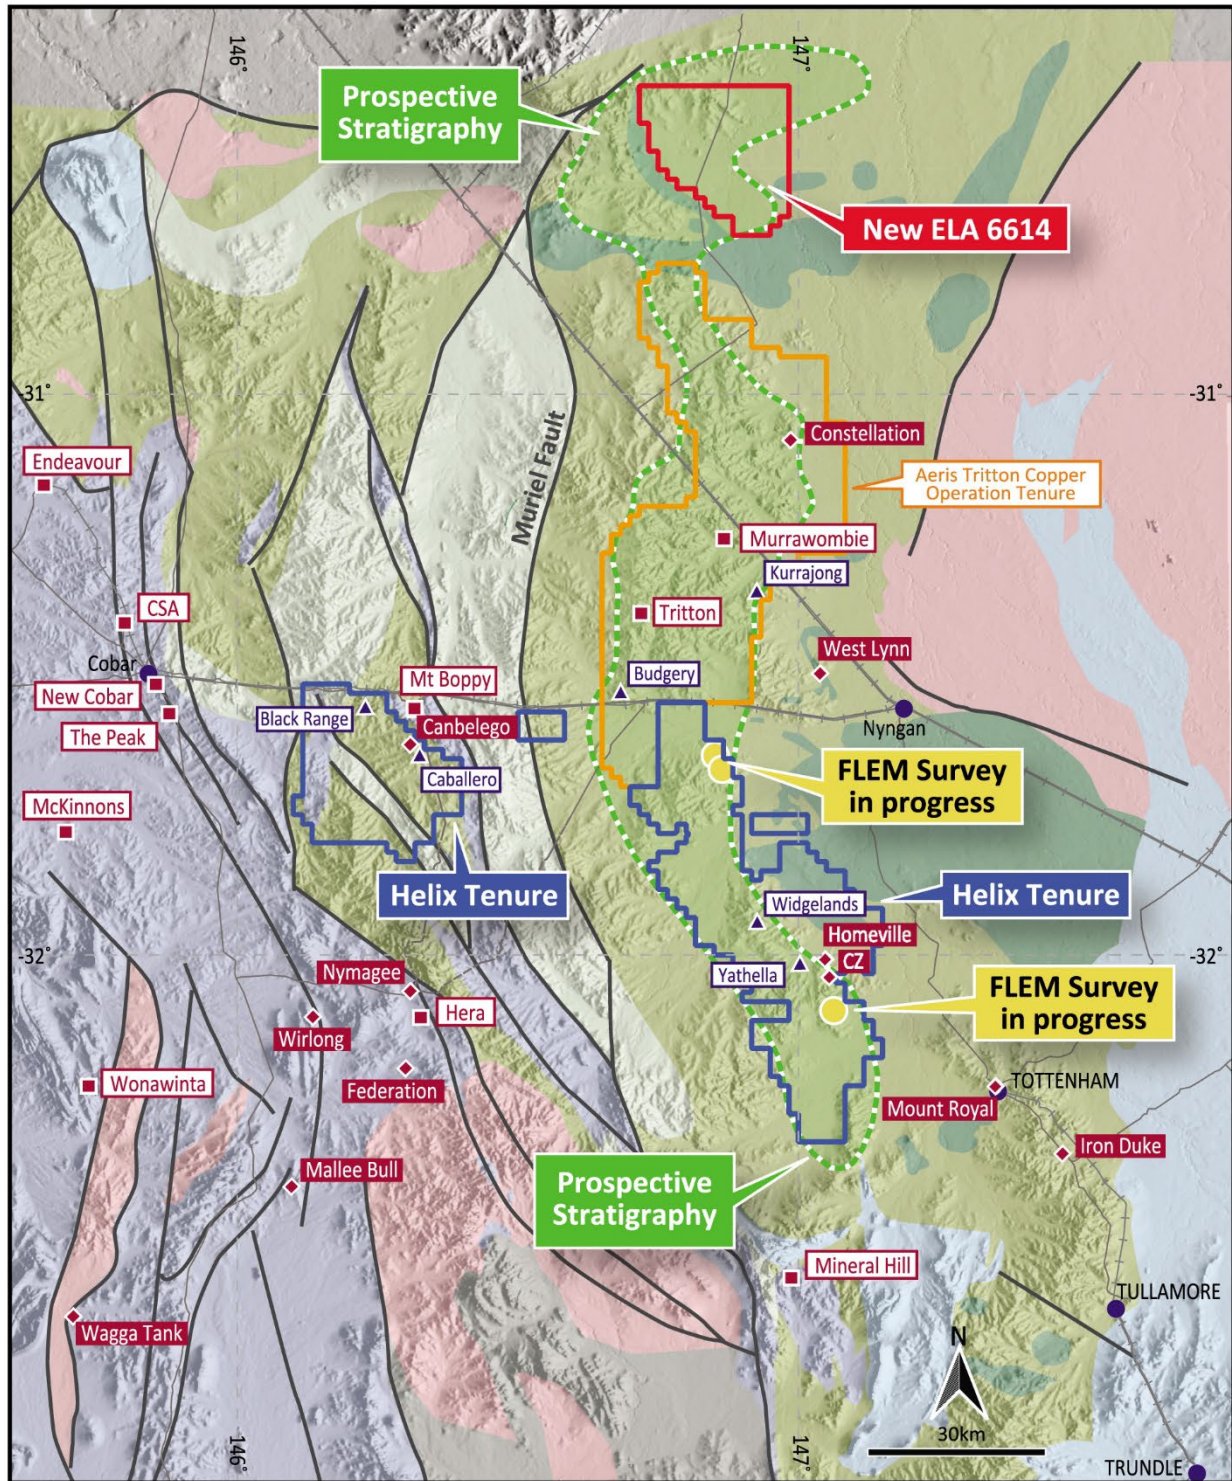 146°
147°
Prospective
Stratigraphy
New ELA 6614
-31°
-31°
Muriel Fault
Constellation
Endeavour
Aeris Tritton Copper
Operation Tenure
Murrawombie
Kurrajong
CSA
Tritton
Cobar
West Lynn
Mt Boppy
Budgery
New Cobar
Black Range
Canbelego
Nyngan
The Peak
Caballero
FLEM Survey
in progress
McKinnons
Helix Tenure
Helix Tenure
Widgelands
Homeville
-32°
-32°
CZ
Yathella
Nymagee
FLEM Survey
in progress
Hera
Wirlong
Wonawinta
Federation
TOTTENHAM
Mount Royal
Iron Duke
Mallee Bull
Prospective
Stratigraphy
Mineral Hill
TULLAMORE
Wagga Tank
N
146°
147°
30km
TRUNDLE